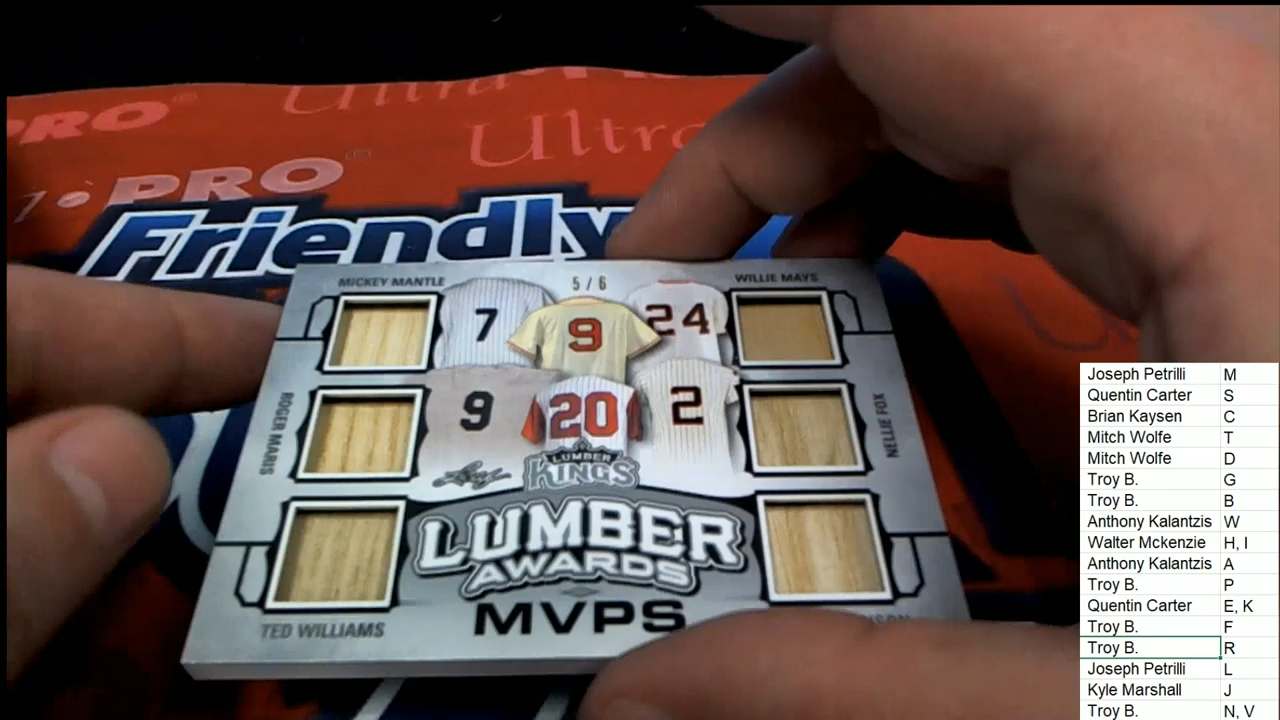 Ultra
PRO®
Ultra
PRO
Friendly
MICKEY MANTLE
5 / 6
WILLIE MAYS
7
9
24
ROGER MARIS
9
20
2
NELLIE FOX
Leaf
LUMBER
KINGS
LUMBER
AWARDS
MVPS
TED WILLIAMS
Joseph Petrilli M
Quentin Carter S
Brian Kaysen C
Mitch Wolfe T
Mitch Wolfe D
Troy B. G
Troy B. B
Anthony Kalantzis W
Walter Mckenzie H, I
Anthony Kalantzis A
Troy B. P
Quentin Carter E, K
Troy B. F
Troy B. R
Joseph Petrilli L
Kyle Marshall J
Troy B. N, V